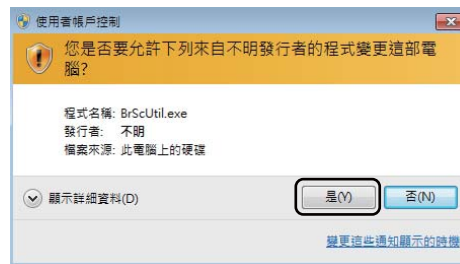 使用者帳戶控制
您是否要允許下列來自不明發行者的程式變更這部電
腦?
程式名稱: BrScUtil.exe
發行者: 不明
檔案來源: 此電腦上的硬碟
顯示詳細資料(D)
是(Y)
否(N)
變更這些通知顯示的時機